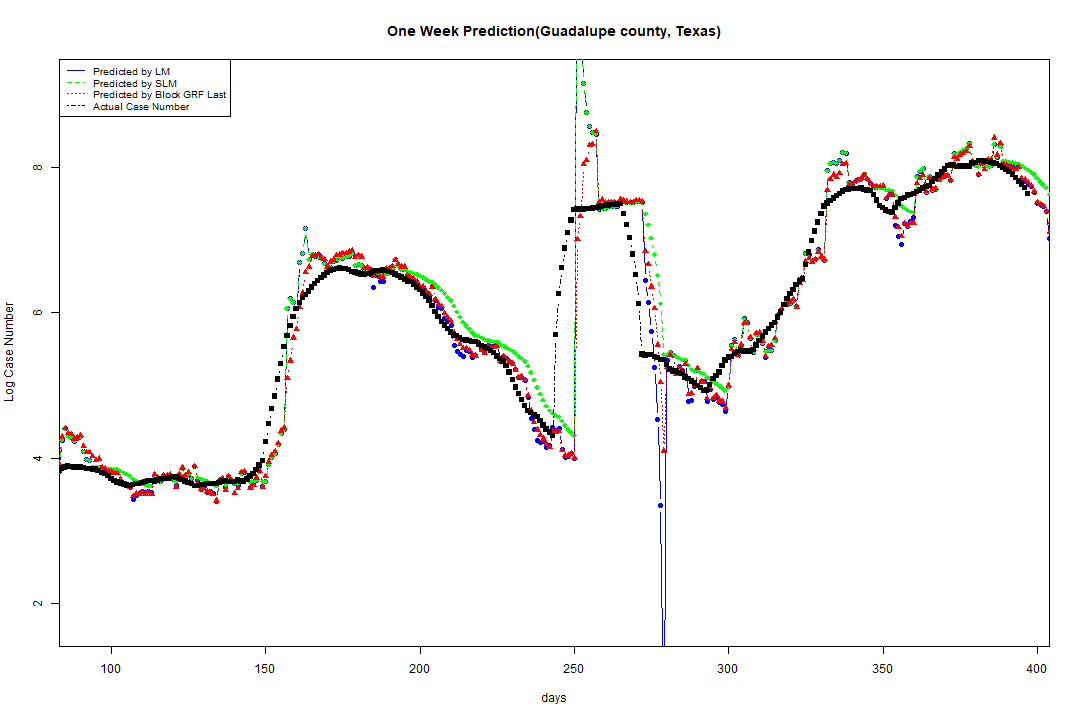 One Week Prediction(Guadalupe county, Texas)
Predicted by LM
Predicted by SLM
Predicted by Block GRF Last
Actual Case Number
8
6
4
2
Log Case Number
100 150 200 250 300 350 400
days